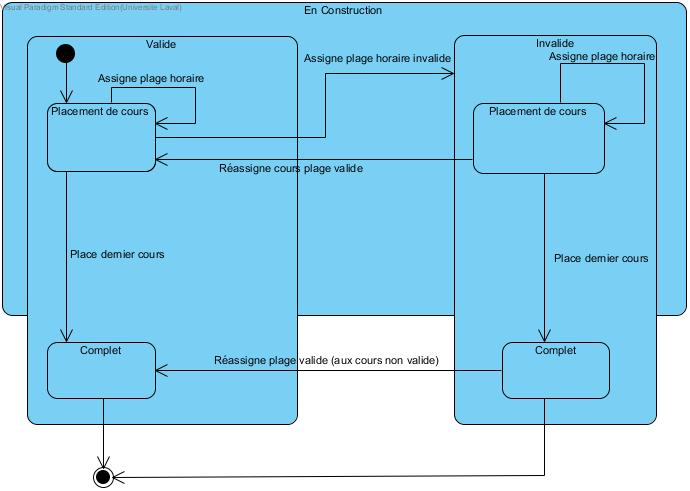 Visual Paradigm Standard Edition(Universite Laval)
En Construction
Valide
Invalide
Assigne plage horaire invalide
Assigne plage horaire
Assigne plage horaire
Placement de cours
Placement de cours
Réassigne cours plage valide
Place dernier cours
Place dernier cours
Complet
Complet
Réassigne plage valide (aux cours non valide)